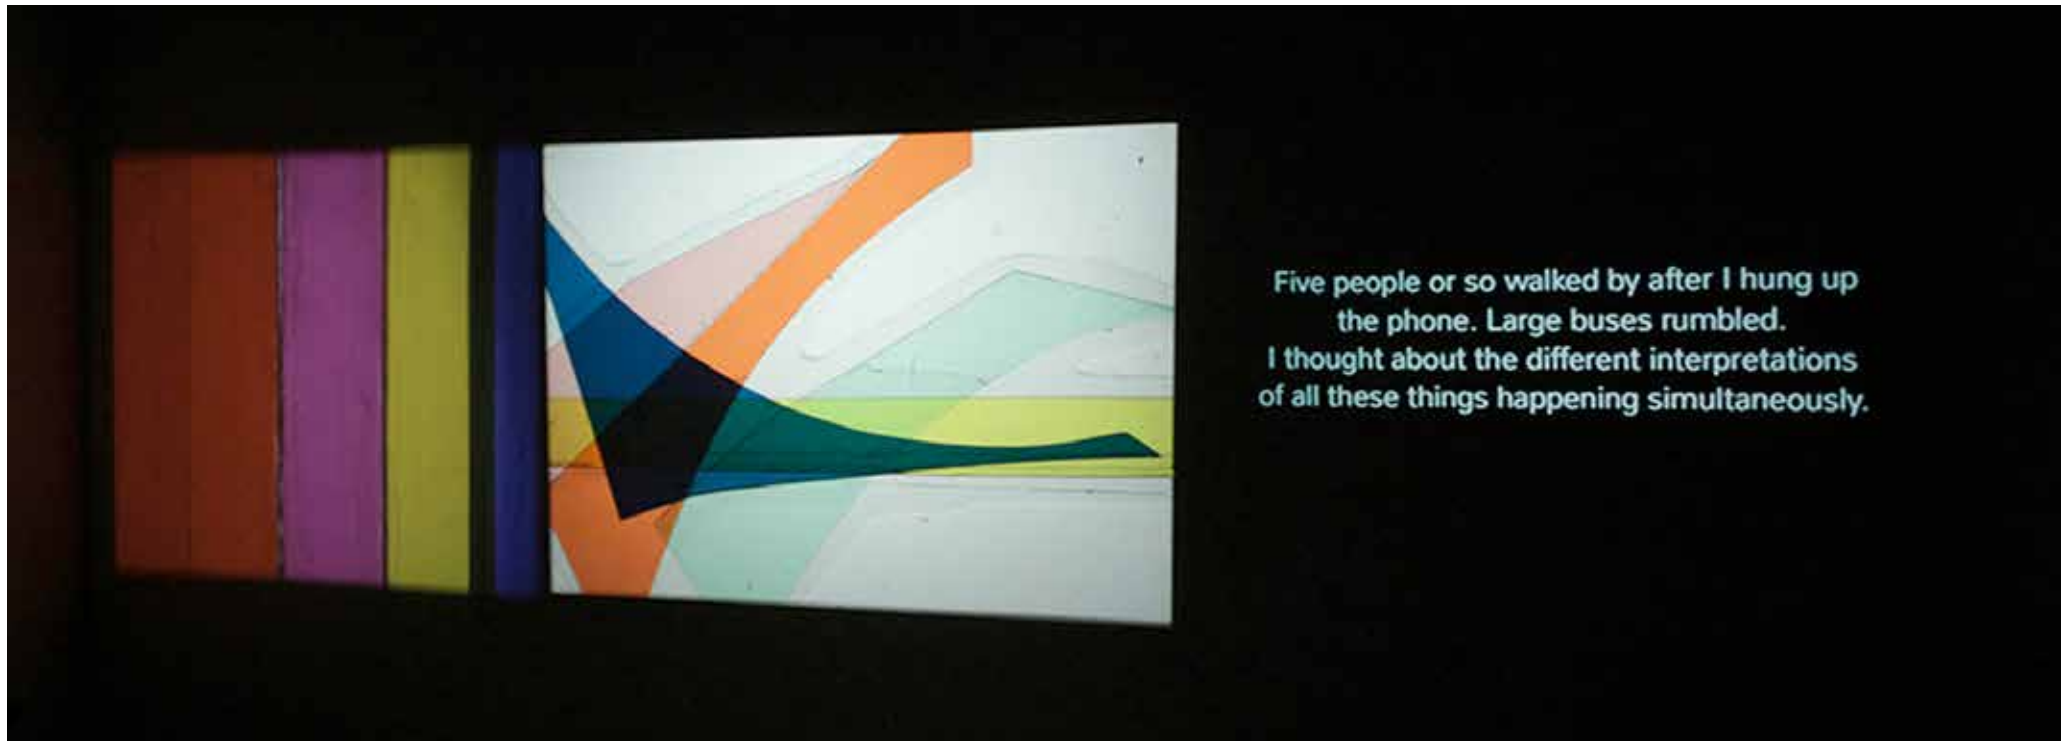 Five people or so walked by after I hung up
the phone. Large buses rumbled.
I thought about the different interpretations
of all these things happening simultaneously.